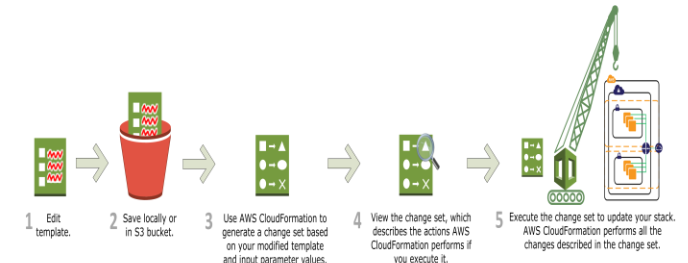 1 Edit
template.
2 Save locally or
in S3 bucket.
3 Use AWS CloudFormation to
generate a change set based
on your modified template
and input parameter values.
4 View the change set, which
describes the actions AWS
CloudFormation performs if
you execute it.
5 Execute the change set to update your stack.
AWS CloudFormation performs all the
changes described in the change set.